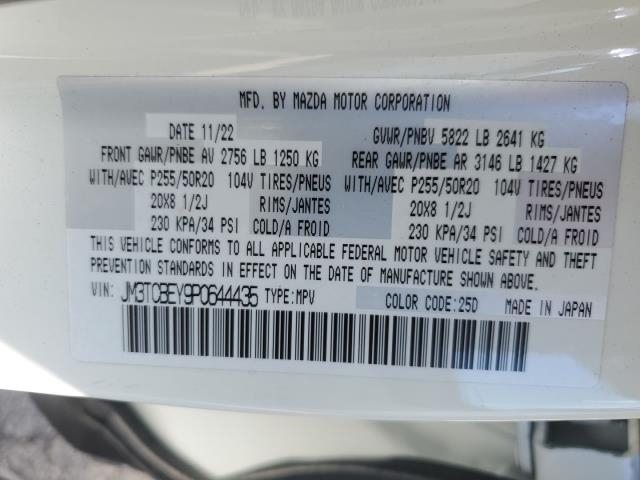 MFD. BY MAZDA MOTOR CORPORATION
DATE 11/22 GVWR/PNBV 5822 LB 2641 KG
FRONT GAWR/PNBE AV 2756 LB 1250 KG REAR GAWR/PNBE AR 3146 LB 1427 KG
WITH/AVEC P255/50R20 104V TIRES/PNEUS WITH/AVEC P255/50R20 104V TIRES/PNEUS
20X8 1/2J RIMS/JANTES 20X8 1/2J RIMS/JANTES
230 KPA/34 PSI COLD/A FROID 230 KPA/34 PSI COLD/A FROID
THIS VEHICLE CONFORMS TO ALL APPLICABLE FEDERAL MOTOR VEHICLE SAFETY AND THEFT
PREVENTION STANDARDS IN EFFECT ON THE DATE OF MANUFACTURE SHOWN ABOVE.
VIN: JM3TCBEY9P0644435 TYPE:MPV COLOR CODE:25D MADE IN JAPAN